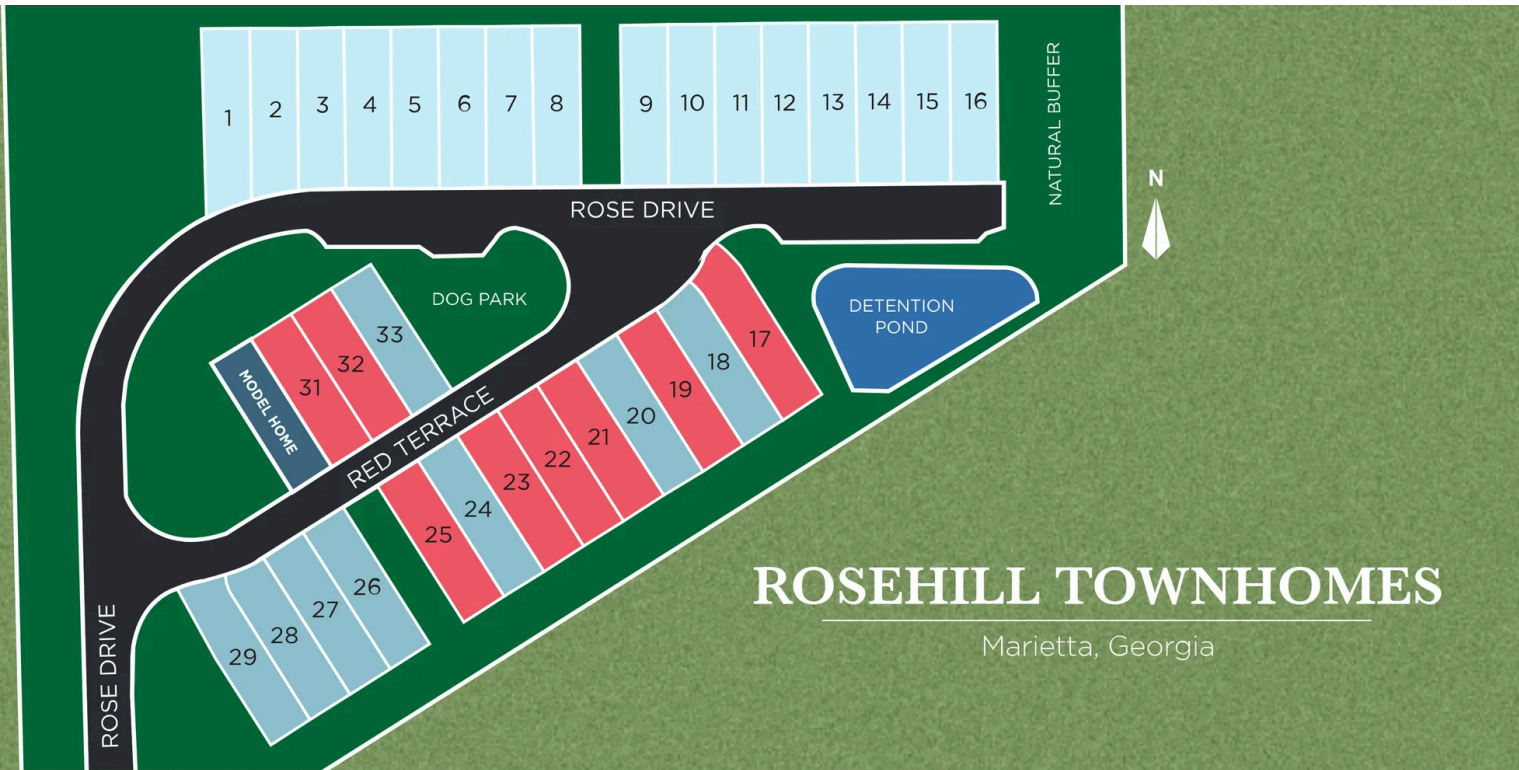 1
2
3
4
5
6
7
8
9
10
11
12
13
14
15
16
NATURAL BUFFER
N
ROSE DRIVE
DOG PARK
DETENTION
POND
33
32
31
MODEL HOME
17
18
19
20
21
22
23
24
25
RED TERRACE
26
27
28
29
ROSE DRIVE
ROSEHILL TOWNHOMES
Marietta, Georgia